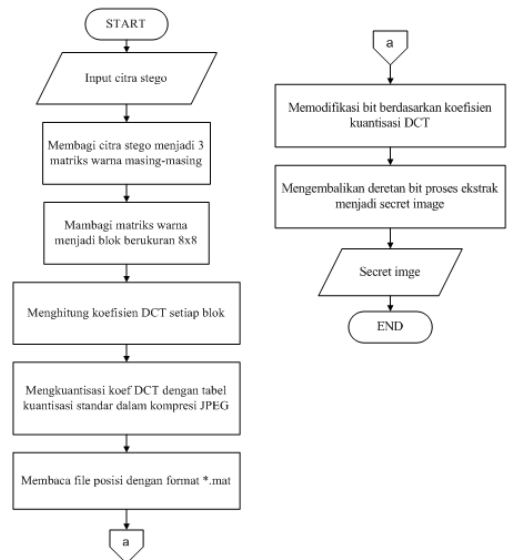 START
Input citra stego
Membagi citra stego menjadi 3
matriks warna masing-masing
Mambagi matriks warna
menjadi blok berukuran 8x8
Menghitung koefisien DCT setiap blok
Mengkuantisasi koef DCT dengan tabel
kuantisasi standar dalam kompresi JPEG
Membaca file posisi dengan format *.mat
a
a
Memodifikasi bit berdasarkan koefisien
kuantisasi DCT
Mengembalikan deretan bit proses ekstrak
menjadi secret image
Secret imge
END